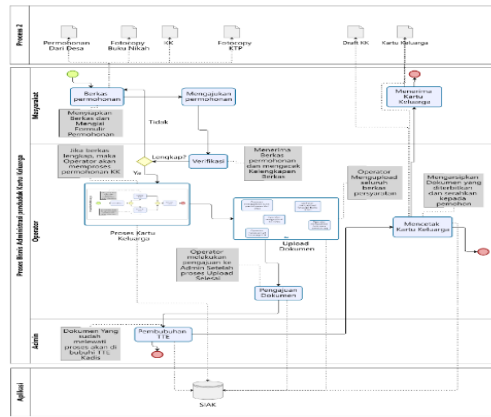 Process 2
Permohonan
Dari Desa
Fotocopy
Buku Nikah
KK
Fotocopy
KTP
Draft KK
Kartu Keluarga
Proses Bisnis Administrasi penduduk Kartu Keluarga
Masyarakat
Berkas
permohonan
Mengajukan
permohonan
Menerima
Kartu
Keluarga
Menyiapkan
Berkas dan
Mengisi
Formulir
Permohonan
Tidak
Operator
Jika berkas
lengkap, maka
Operator akan
memproses
permohonan KK
Lengkap?
Ya
Verifikasi
Menerima
Berkas
permohonan
dan mengecek
Kelengkapan
Berkas
Operator
Mengupload
seluruh
berkas
persyaratan
Mengarsipkan
Dokumen yang
diterbitkan
dan serahkan
kepada
pemohon
Proses Kartu
Keluarga
Upload
Dokumen
Mencetak
Kartu Keluarga
Operator
melakukan
pengajuan ke
Admin Setelah
proses Upload
Selesai
Pengajuan
Dokumen
Admin
Dokumen Yang
sudah
melewati
proses akan di
bubuhi TTE
Kadis
Pembubuhan
TTE
Aplikasi
SIAK